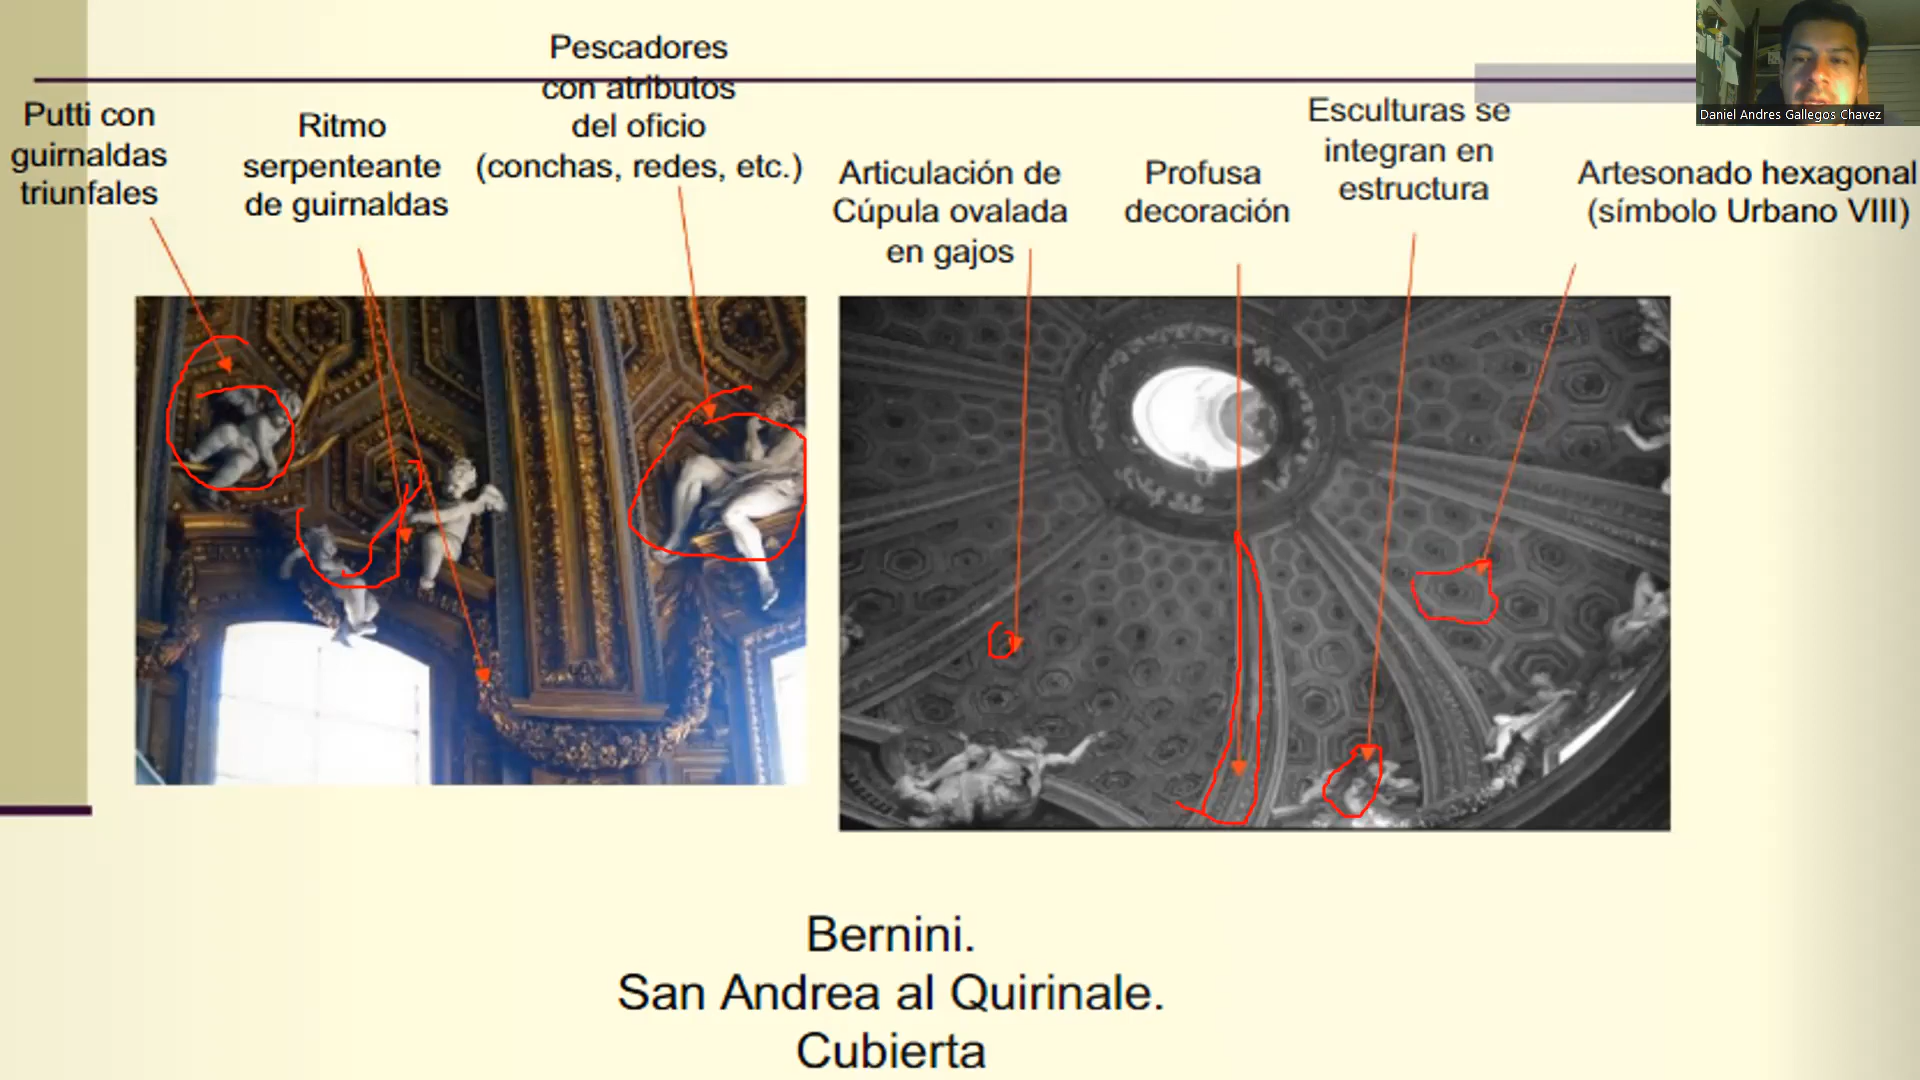 Pescadores
con atributos
del oficio
(conchas, redes, etc.)
Putti con
guirnaldas
triunfales
Ritmo
serpenteante
de guirnaldas
Articulación de
Cúpula ovalada
en gajos
Profusa
decoración
Esculturas se
integran en
estructura
Artesonado hexagonal
(símbolo Urbano VIII)
Daniel Andres Gallegos Chavez
Bernini.
San Andrea al Quirinale.
Cubierta